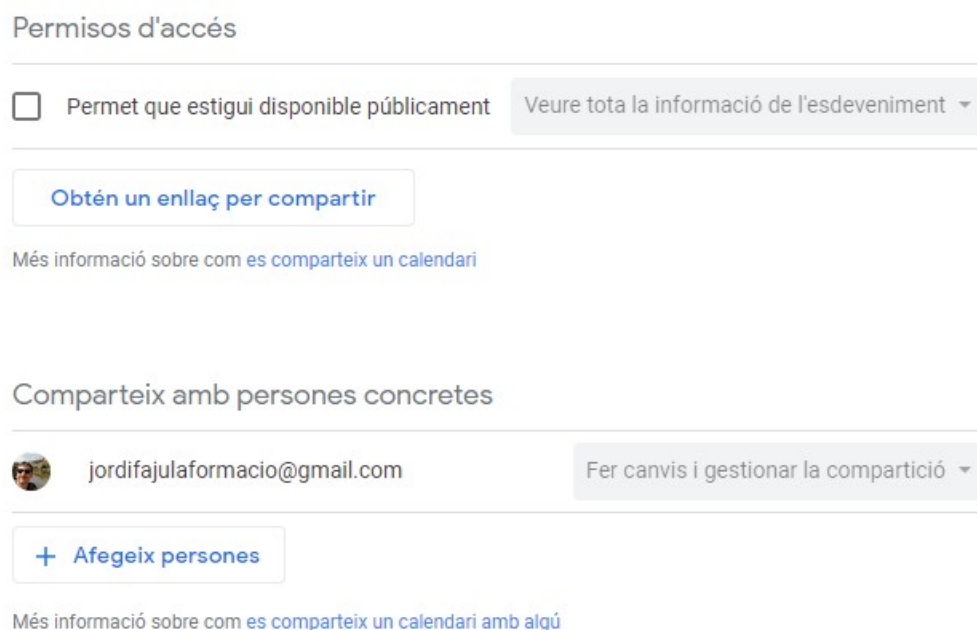 Permisos d'accés
Permet que estigui disponible públicament
Veure tota la informació de l'esdeveniment
Obtén un enllaç per compartir
Més informació sobre com es comparteix un calendari
Comparteix amb persones concretes
jordifajulaformacio@gmail.com
Fer canvis i gestionar la compartició
+ Afegeix persones
Més informació sobre com es comparteix un calendari amb algú